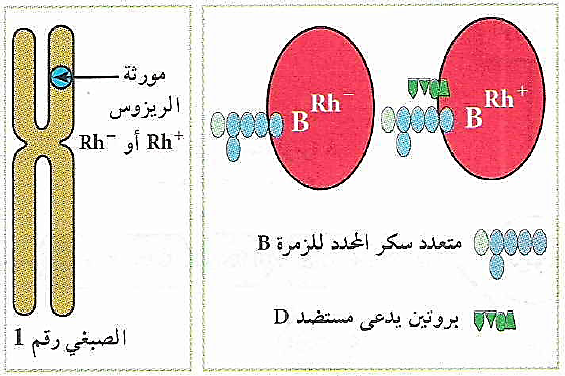 مورثة
الريزوس
Rh⁺ أو Rh⁻
الصبغي رقم 1
B Rh⁻
B Rh⁺
متعدد سكر المحدد للزمرة B
بروتين يدعى مستضد D